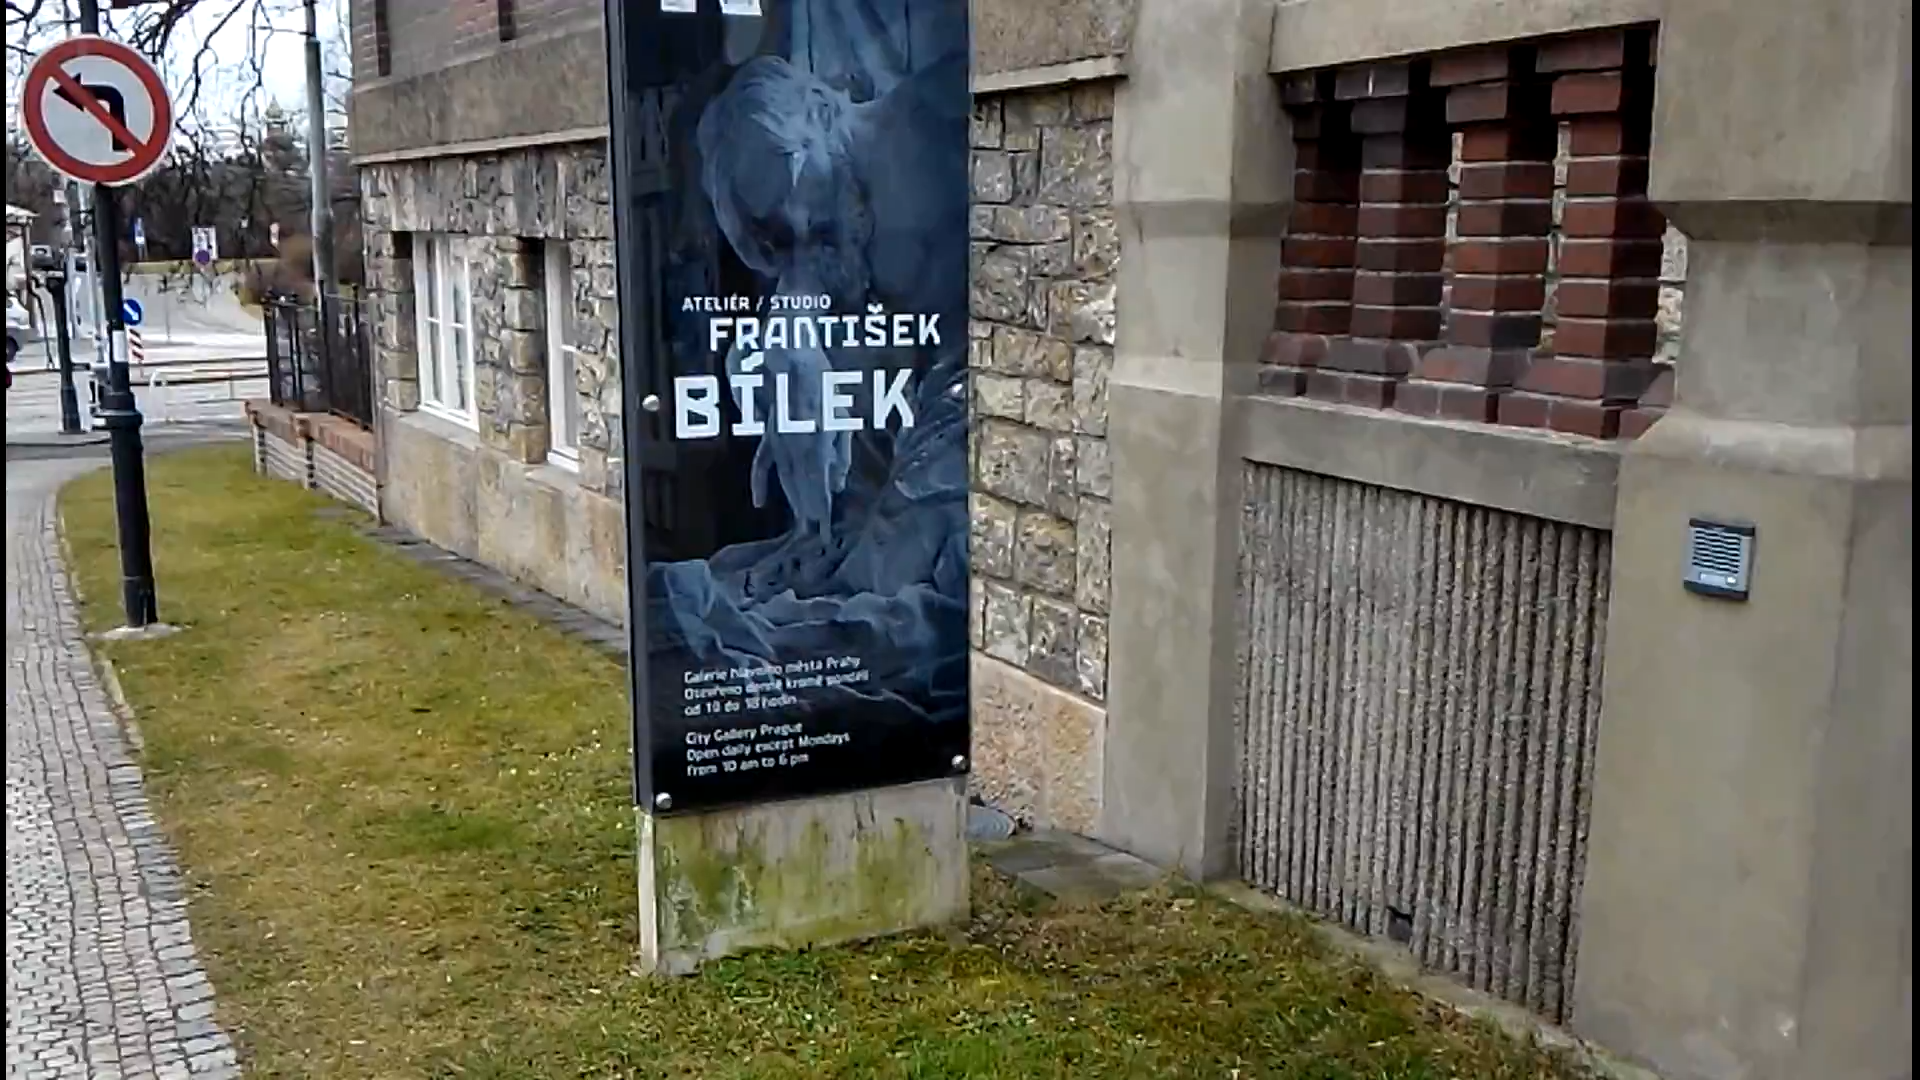 ATELIÉR / STUDIO
FRANTIŠEK
BÍLEK
Galerie hlavního města Prahy
Otevřeno denně kromě pondělí
od 10 do 18 hodin
City Gallery Prague
Open daily except Mondays
from 10 am to 6 pm